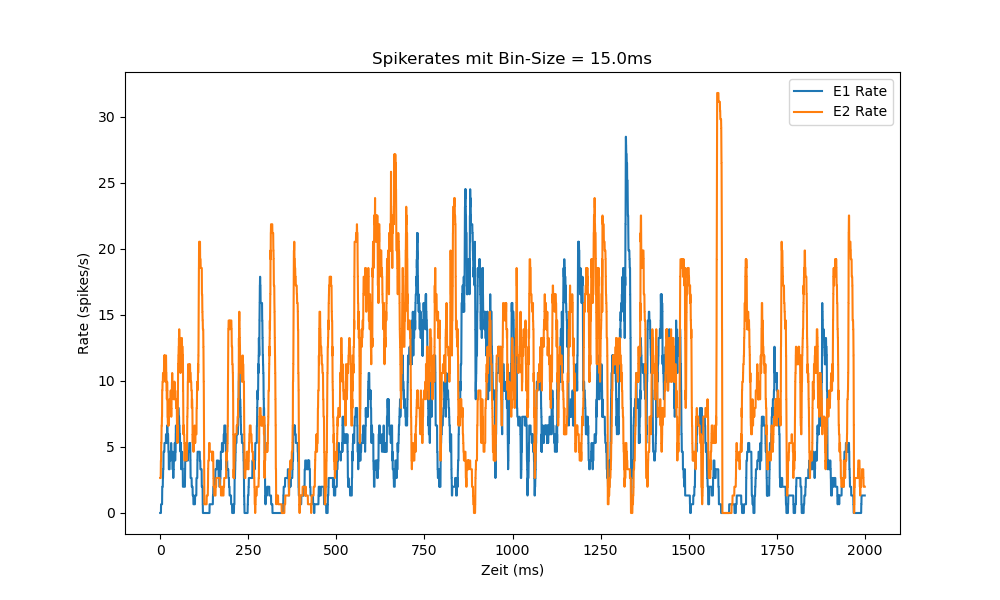 Spikerates mit Bin-Size = 15.0ms
E1 Rate
E2 Rate
Rate (spikes/s)
30
25
20
15
10
5
0
0 250 500 750 1000 1250 1500 1750 2000
Zeit (ms)